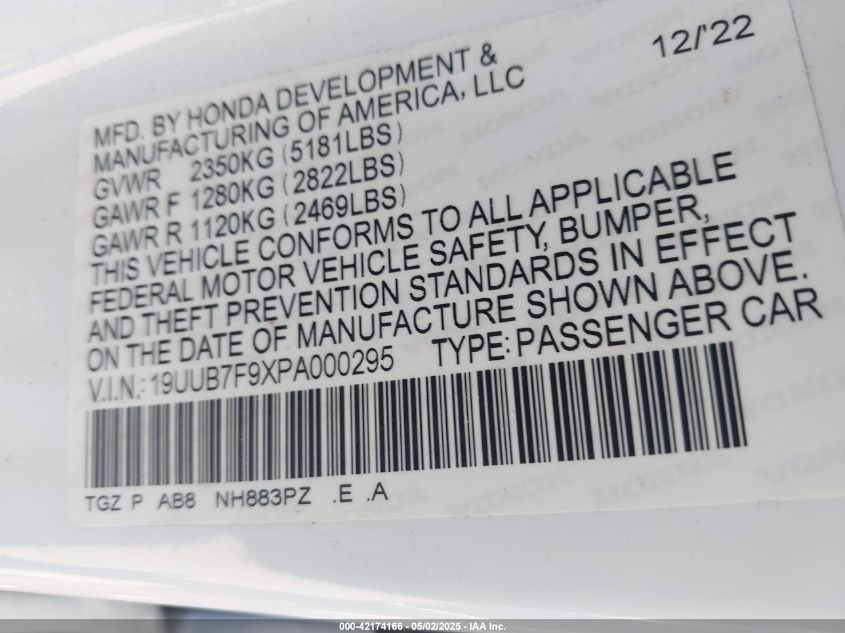 12/'22
MFD. BY HONDA DEVELOPMENT &
MANUFACTURING OF AMERICA, LLC
GVWR 2350KG (5181LBS)
GAWR F 1280KG (2822LBS)
GAWR R 1120KG (2469LBS)
THIS VEHICLE CONFORMS TO ALL APPLICABLE
FEDERAL MOTOR VEHICLE SAFETY, BUMPER,
AND THEFT PREVENTION STANDARDS IN EFFECT
ON THE DATE OF MANUFACTURE SHOWN ABOVE.
V.I.N.: 19UUB7F9XPA000295 TYPE: PASSENGER CAR
TGZ P AB8 NH883PZ .E .A
000-42174166 - 05/02/2025 - IAA Inc.